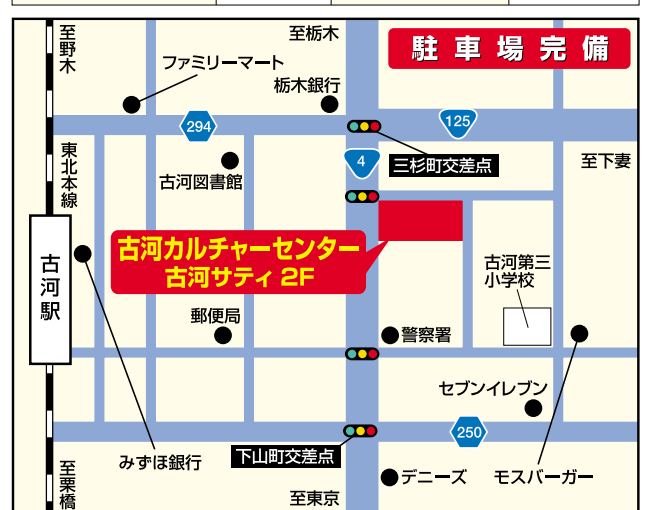 至栃木
駐車場完備
至野木
ファミリーマート
栃木銀行
294
125
三杉町交差点
4
至下妻
東北本線
古河図書館
古河カルチャーセンター
古河サティ2F
古河駅
古河第三
小学校
郵便局
警察署
セブンイレブン
250
みずほ銀行
下山町交差点
デニーズ
モスバーガー
至栗橋
至東京